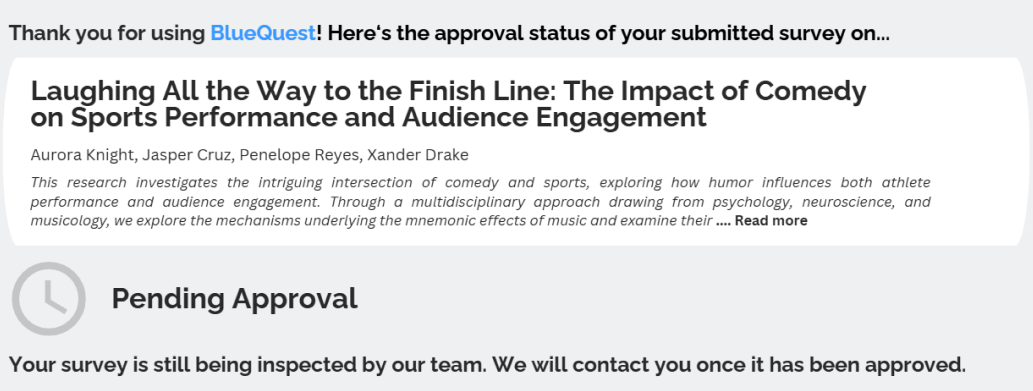 Thank you for using BlueQuest! Here's the approval status of your submitted survey on...
Laughing All the Way to the Finish Line: The Impact of Comedy
on Sports Performance and Audience Engagement
Aurora Knight, Jasper Cruz, Penelope Reyes, Xander Drake
This research investigates the intriguing intersection of comedy and sports, exploring how humor influences both athlete
performance and audience engagement. Through a multidisciplinary approach drawing from psychology, neuroscience, and
musicology, we explore the mechanisms underlying the mnemonic effects of music and examine their .... Read more
Pending Approval
Your survey is still being inspected by our team. We will contact you once it has been approved.